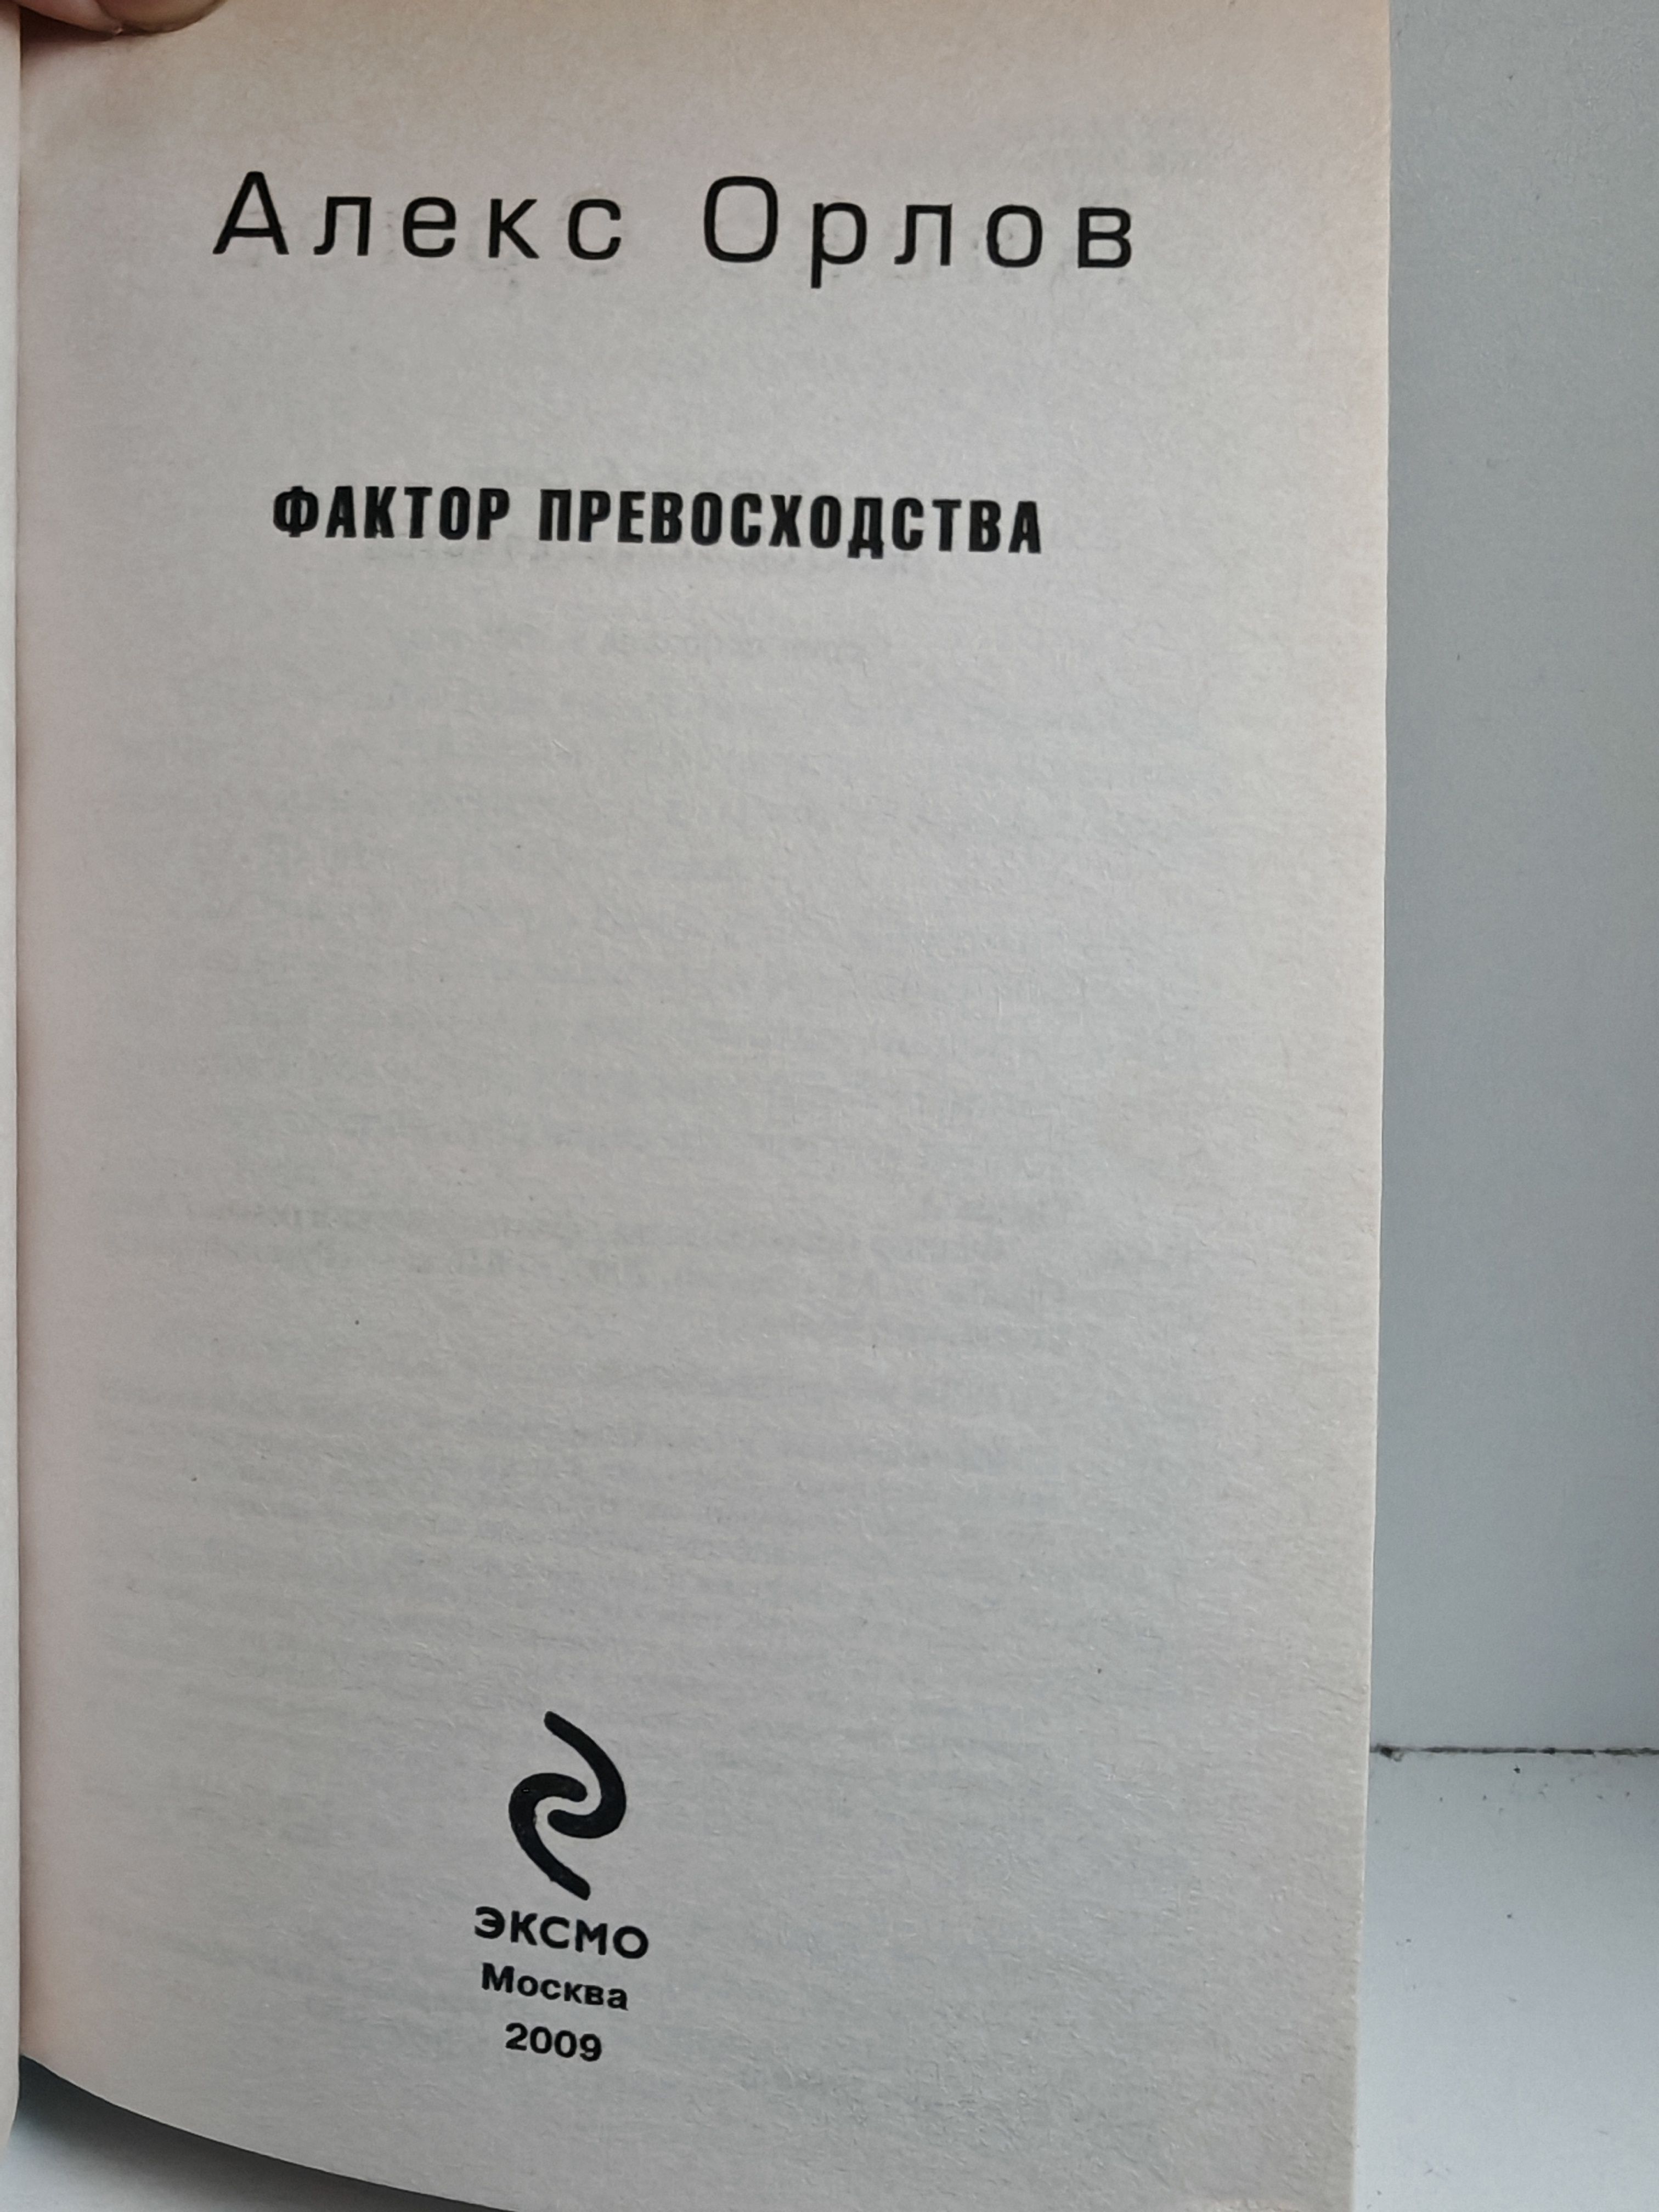 Алекс Орлов
ФАКТОР ПРЕВОСХОДСТВА
ЭКСМО
Москва
2009